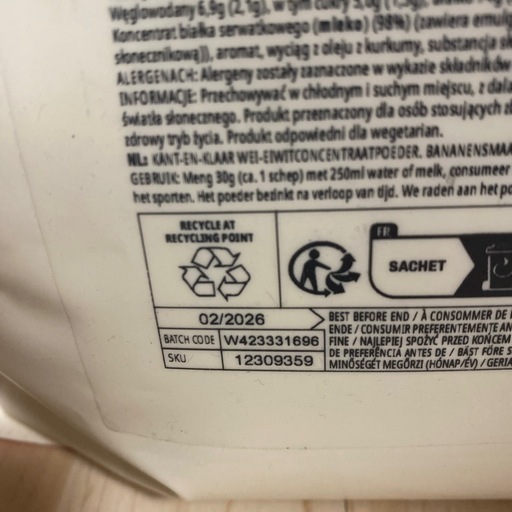 Węglowodany 6,9g (2,1g), w tym cukry
Koncentrat białka serwatkowego (mleko) (98%) (zawiera emulg
słonecznikowa)), aromat, wyciąg z oleju z kurkumy, substancja sł
ALERGENACH: Alergeny zostały zaznaczone w wykazie składników
INFORMACJE: Przechowywać w chłodnym i suchym miejscu, z dala
światła słonecznego. Produkt przeznaczony dla osób stosujących z
zdrowy tryb życia. Produkt odpowiedni dla wegetarian.
NL: KANT-EN-KLAAR WEI-EIWITCONCENTRAATPOEDER. BANANENSMAA
GEBRUIK: Meng 30g (ca. 1 schep) met 250ml water of melk, consumeer
het sporten. Het poeder bezinkt na verloop van tijd. We raden aan het po
RECYCLE AT
RECYCLING POINT
FR
SACHET
02/2026
BATCH CODE W423331696
SKU 12309359
BEST BEFORE END / À CONSOMMER DE
ENDE / CONSUMIR PREFERENTEMENTE AN
FINE / NAJLEPIEJ SPOŻYĆ PRZED KOŃCEM
DE PREFERÊNCIA ANTES DE / BÄST FÖRE S
MINŐSÉGÉT MEGŐRZI (HÓNAP/ÉV) / GERIA